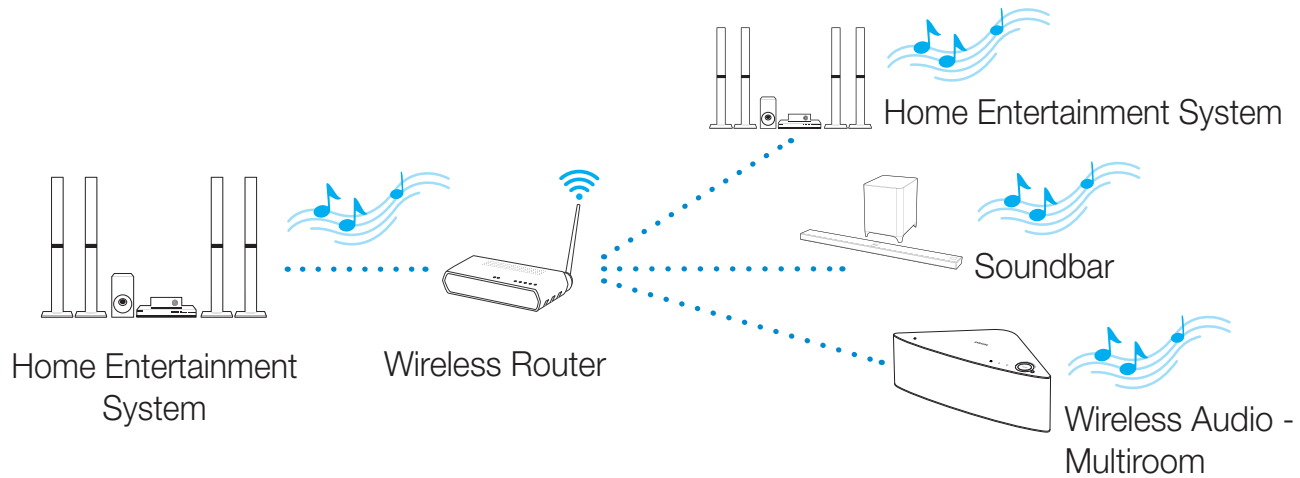 Home Entertainment System
Soundbar
Home Entertainment
System
Wireless Router
Wireless Audio -
Multiroom